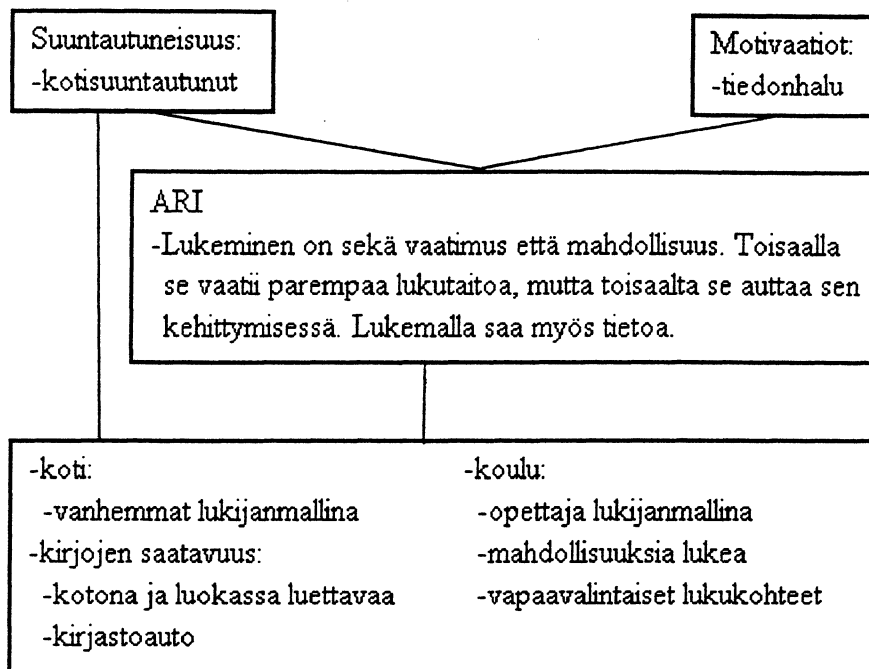 Suuntautuneisuus:
-kotisuuntautunut
Motivaatiot:
-tiedonhalu
ARI
-Lukeminen on sekä vaatimus että mahdollisuus. Toisaalla
se vaatii parempaa lukutaitoa, mutta toisaalta se auttaa sen
kehittymisessä. Lukemalla saa myös tietoa.
-koti:
-vanhemmat lukijanmallina
-kirjojen saatavuus:
-kotona ja luokassa luettavaa
-kirjastoauto
-koulu:
-opettaja lukijanmallina
-mahdollisuuksia lukea
-vapaavalintaiset lukukohteet